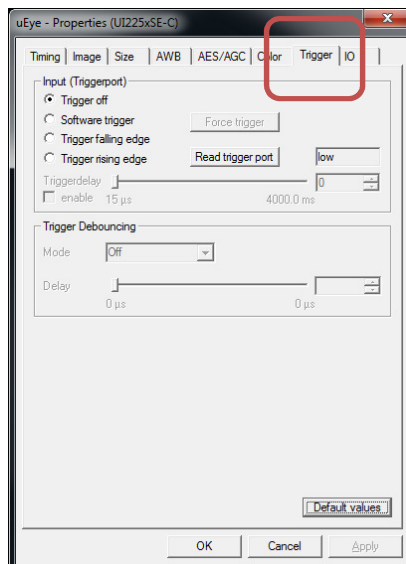 uEye - Properties (UI225xSE-C)
Timing Image Size AWB AES/AGC Color Trigger IO
Input (Triggerport)
Trigger off
Software trigger Force trigger
Trigger falling edge
Trigger rising edge Read trigger port low
Triggerdelay 0
enable 15 µs 4000.0 ms
Trigger Debouncing
Mode Off
Delay
0 µs 0 µs
Default values
OK Cancel Apply